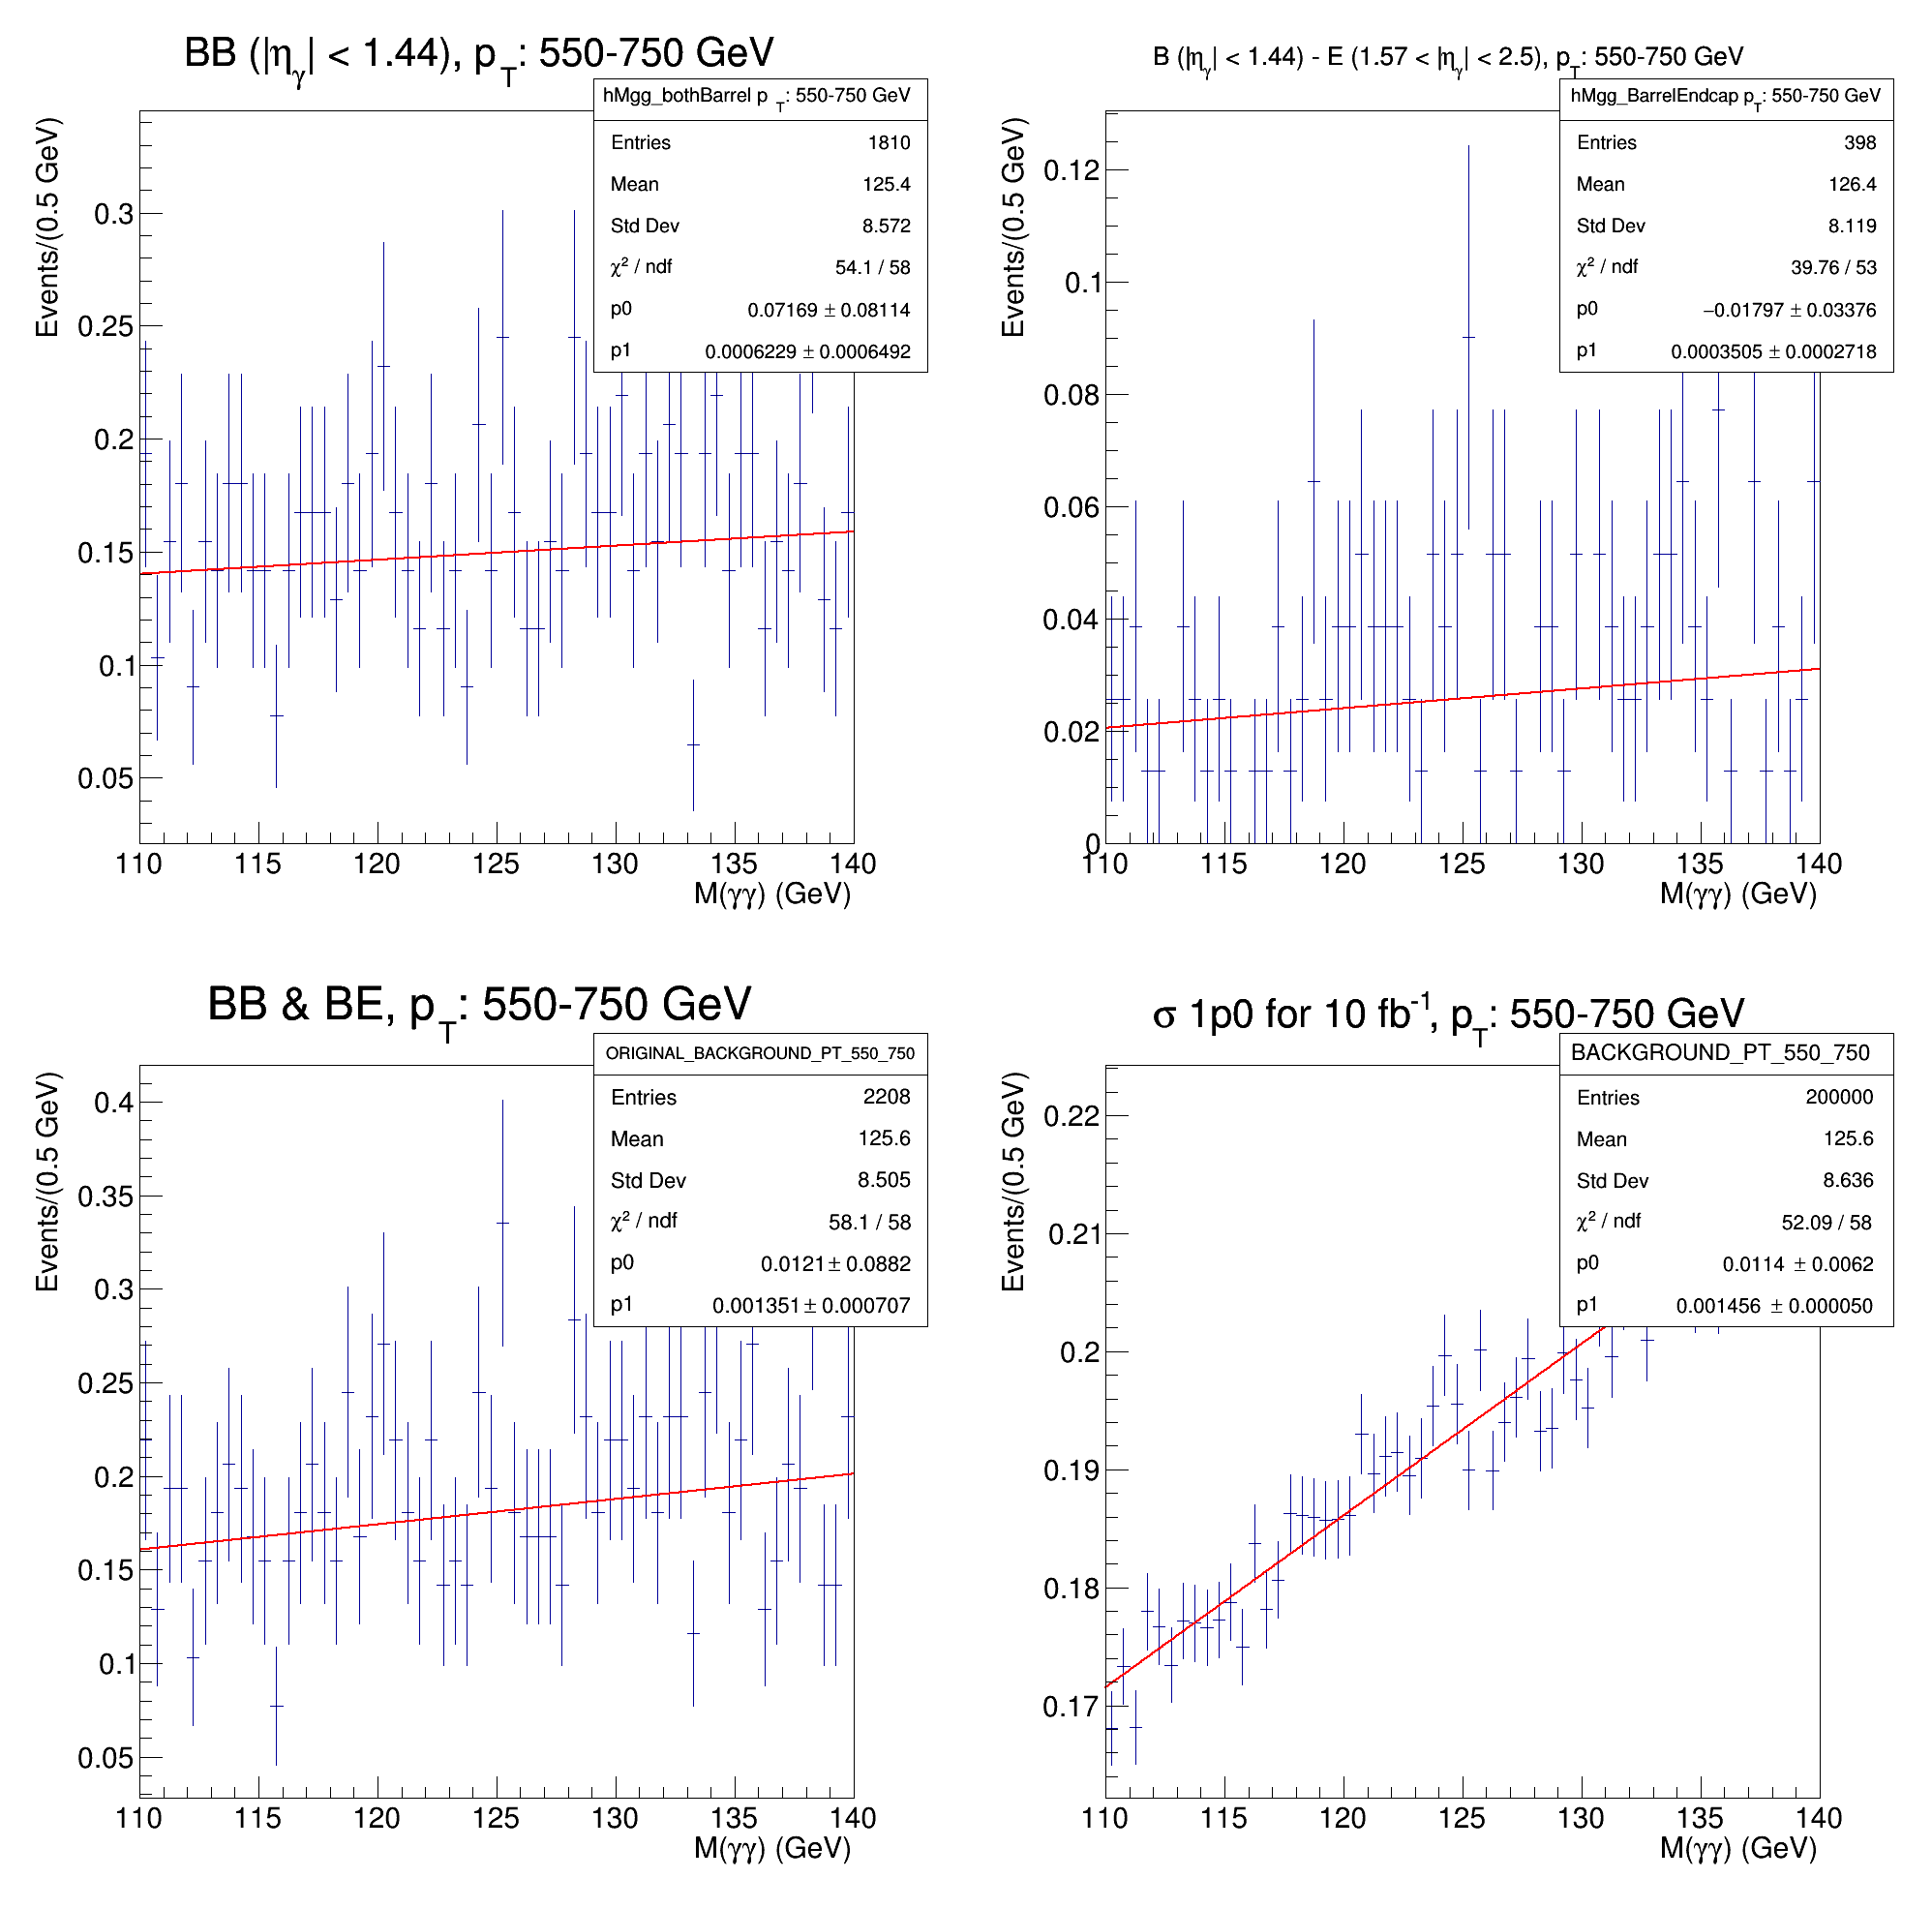 BB (|ηγ| < 1.44), pT: 550-750 GeV
hMgg_bothBarrel pT: 550-750 GeV
Entries 1810
Mean 125.4
Std Dev 8.572
χ² / ndf 54.1 / 58
p0 0.07169 ± 0.08114
p1 0.0006229 ± 0.0006492
Events/(0.5 GeV)
0.3
0.25
0.2
0.15
0.1
0.05
110 115 120 125 130 135 140
M(γγ) (GeV)
B (|ηγ| < 1.44) - E (1.57 < |ηγ| < 2.5), pT: 550-750 GeV
hMgg_BarrelEndcap pT: 550-750 GeV
Entries 398
Mean 126.4
Std Dev 8.119
χ² / ndf 39.76 / 53
p0 −0.01797 ± 0.03376
p1 0.0003505 ± 0.0002718
Events/(0.5 GeV)
0.12
0.1
0.08
0.06
0.04
0.02
0
110 115 120 125 130 135 140
M(γγ) (GeV)
BB & BE, pT: 550-750 GeV
ORIGINAL_BACKGROUND_PT_550_750
Entries 2208
Mean 125.6
Std Dev 8.505
χ² / ndf 58.1 / 58
p0 0.0121 ± 0.0882
p1 0.001351 ± 0.000707
Events/(0.5 GeV)
0.4
0.35
0.3
0.25
0.2
0.15
0.1
0.05
110 115 120 125 130 135 140
M(γγ) (GeV)
σ 1p0 for 10 fb⁻¹, pT: 550-750 GeV
BACKGROUND_PT_550_750
Entries 200000
Mean 125.6
Std Dev 8.636
χ² / ndf 52.09 / 58
p0 0.0114 ± 0.0062
p1 0.001456 ± 0.000050
Events/(0.5 GeV)
0.22
0.21
0.2
0.19
0.18
0.17
110 115 120 125 130 135 140
M(γγ) (GeV)